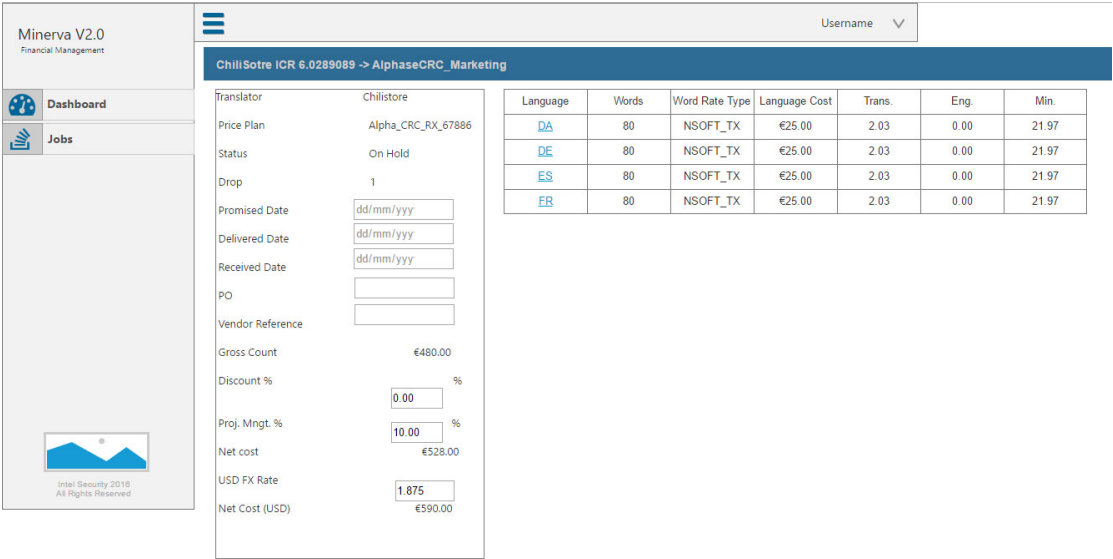 Minerva V2.0
Financial Management
Username
ChiliSotre ICR 6.0289089 -> AlphaseCRC_Marketing
Dashboard
Jobs
Intel Security 2016
All Rights Reserved
Translator Chilistore
Price Plan Alpha_CRC_RX_67886
Status On Hold
Drop 1
Promised Date dd/mm/yyy
Delivered Date dd/mm/yyy
Received Date dd/mm/yyy
PO
Vendor Reference
Gross Count €480.00
Discount % %
0.00
Proj. Mngt. % %
10.00
Net cost €528.00
USD FX Rate
1.875
Net Cost (USD) €590.00
Language Words Word Rate Type Language Cost Trans. Eng. Min.
DA 80 NSOFT_TX €25.00 2.03 0.00 21.97
DE 80 NSOFT_TX €25.00 2.03 0.00 21.97
ES 80 NSOFT_TX €25.00 2.03 0.00 21.97
FR 80 NSOFT_TX €25.00 2.03 0.00 21.97